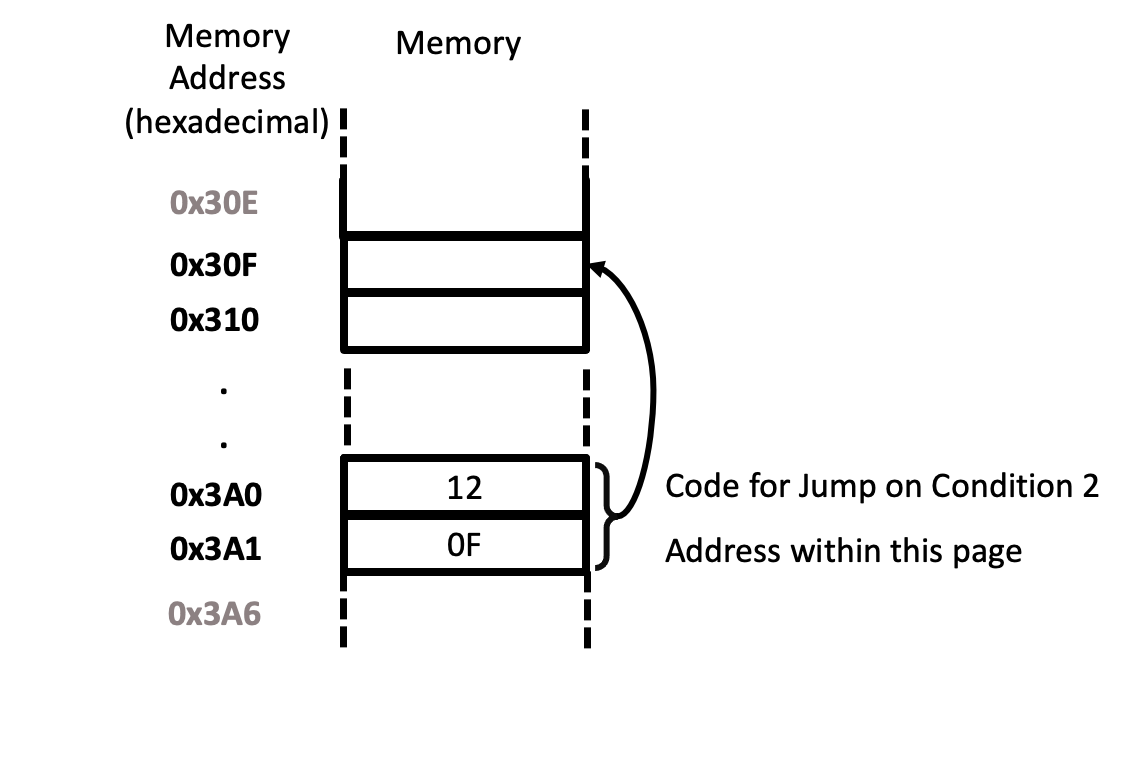 Memory
Address
(hexadecimal)
Memory
0x30E
0x30F
0x310
.
.
0x3A0
12
Code for Jump on Condition 2
0x3A1
0F
Address within this page
0x3A6